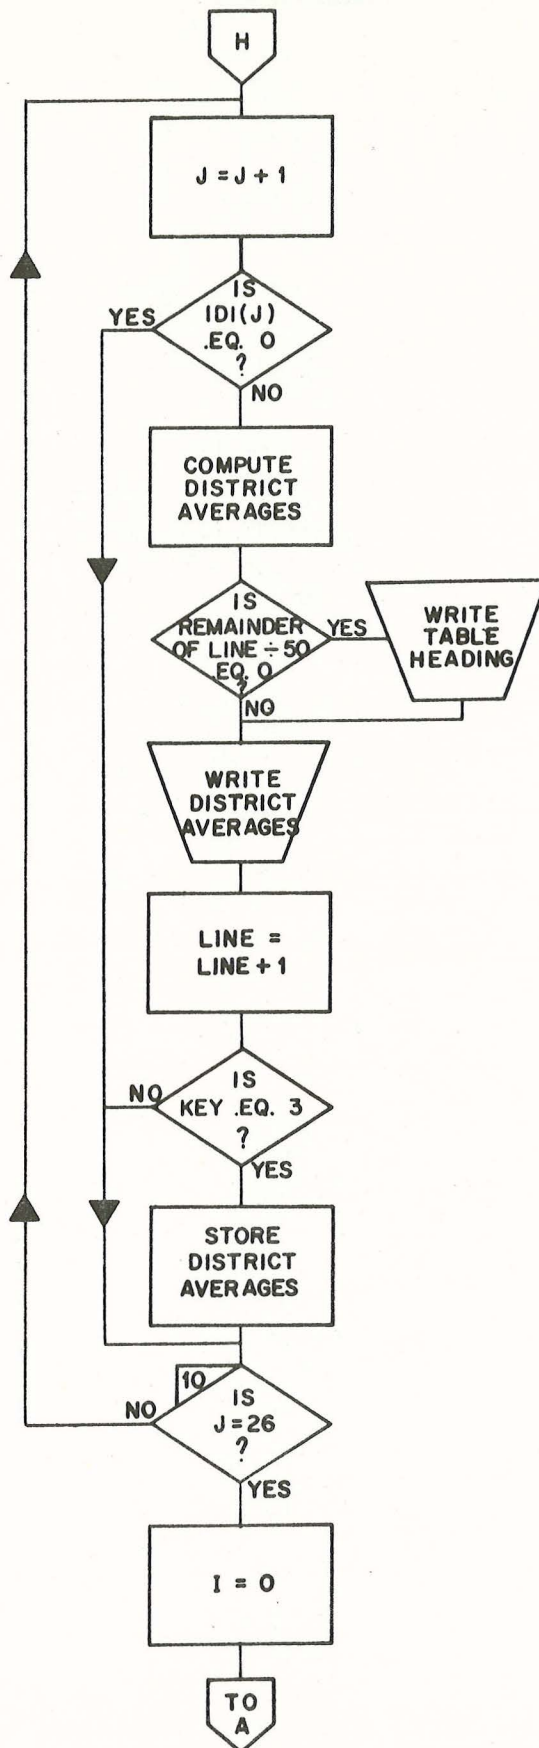 H
J = J + 1
IS
IDI(J)
.EQ. 0
?
YES
NO
COMPUTE
DISTRICT
AVERAGES
IS
REMAINDER
OF LINE ÷ 50
.EQ. 0
?
YES
NO
WRITE
TABLE
HEADING
WRITE
DISTRICT
AVERAGES
LINE =
LINE + 1
IS
KEY .EQ. 3
?
NO
YES
STORE
DISTRICT
AVERAGES
10
IS
J = 26
?
NO
YES
I = 0
TO
A